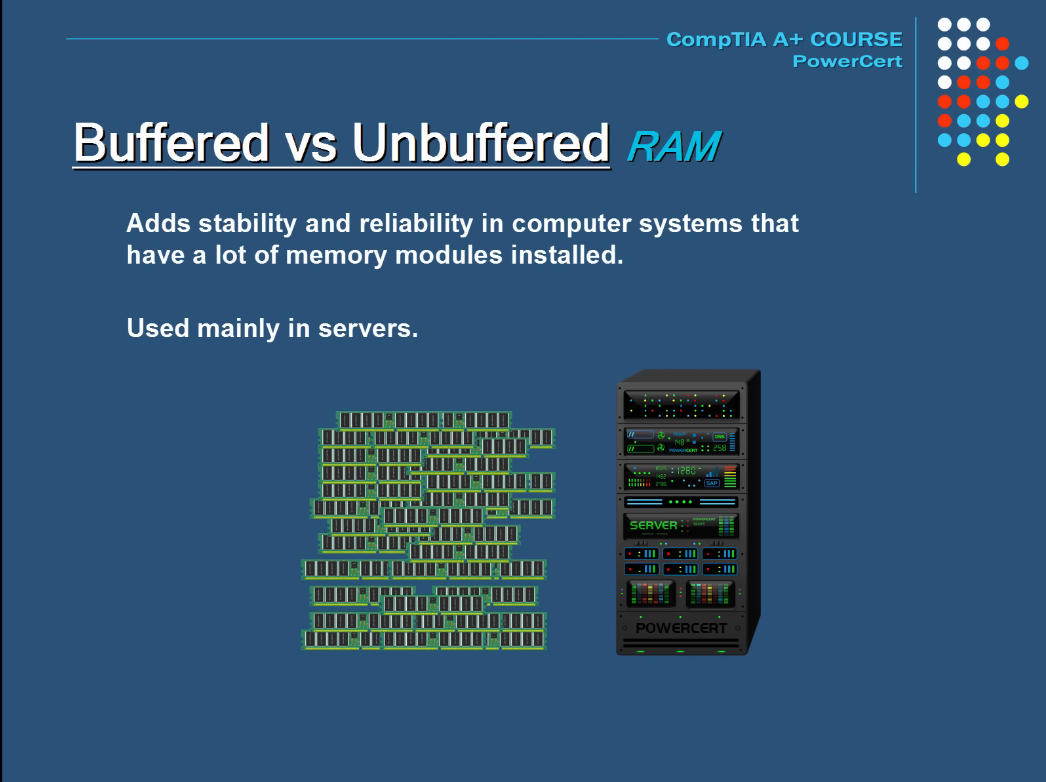 CompTIA A+ COURSE
PowerCert
Buffered vs Unbuffered RAM
Adds stability and reliability in computer systems that
have a lot of memory modules installed.
Used mainly in servers.
SERVER
POWERCERT